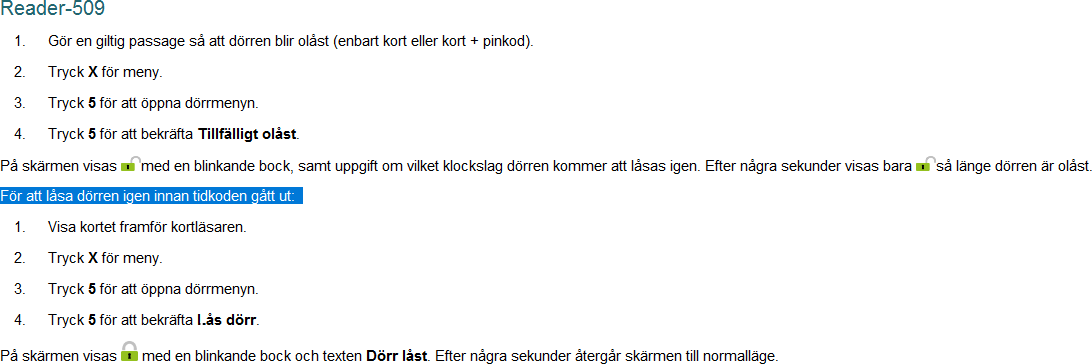 Reader-509
1. Gör en giltig passage så att dörren blir olåst (enbart kort eller kort + pinkod).
2. Tryck X för meny.
3. Tryck 5 för att öppna dörrmenyn.
4. Tryck 5 för att bekräfta Tillfälligt olåst.
På skärmen visas med en blinkande bock, samt uppgift om vilket klockslag dörren kommer att låsas igen. Efter några sekunder visas bara så länge dörren är olåst.
För att låsa dörren igen innan tidkoden gått ut:
1. Visa kortet framför kortläsaren.
2. Tryck X för meny.
3. Tryck 5 för att öppna dörrmenyn.
4. Tryck 5 för att bekräfta l.ås dörr.
På skärmen visas med en blinkande bock och texten Dörr låst. Efter några sekunder återgår skärmen till normalläge.